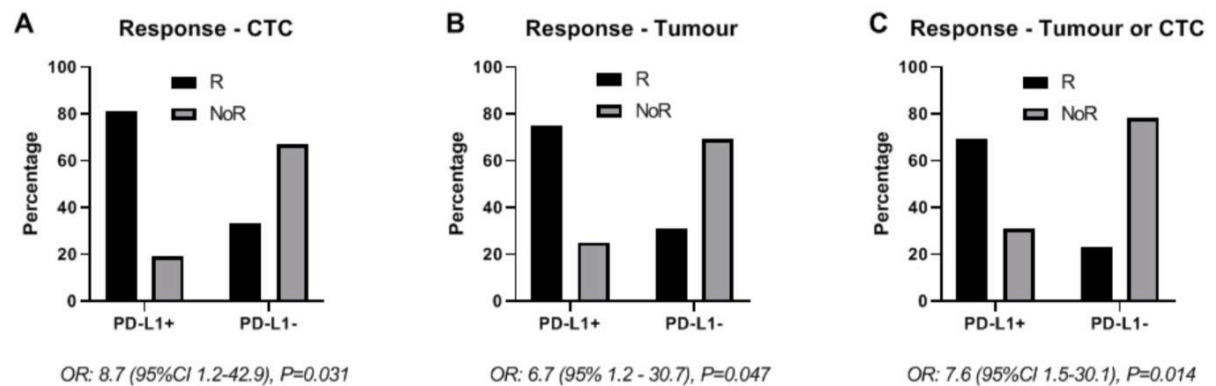 A Response - CTC
100
80
60
40
20
0
Percentage
R
NoR
PD-L1+ PD-L1-
OR: 8.7 (95%CI 1.2-42.9), P=0.031
B Response - Tumour
100
80
60
40
20
0
Percentage
R
NoR
PD-L1+ PD-L1-
OR: 6.7 (95% 1.2 - 30.7), P=0.047
C Response - Tumour or CTC
100
80
60
40
20
0
Percentage
R
NoR
PD-L1+ PD-L1-
OR: 7.6 (95%CI 1.5-30.1), P=0.014